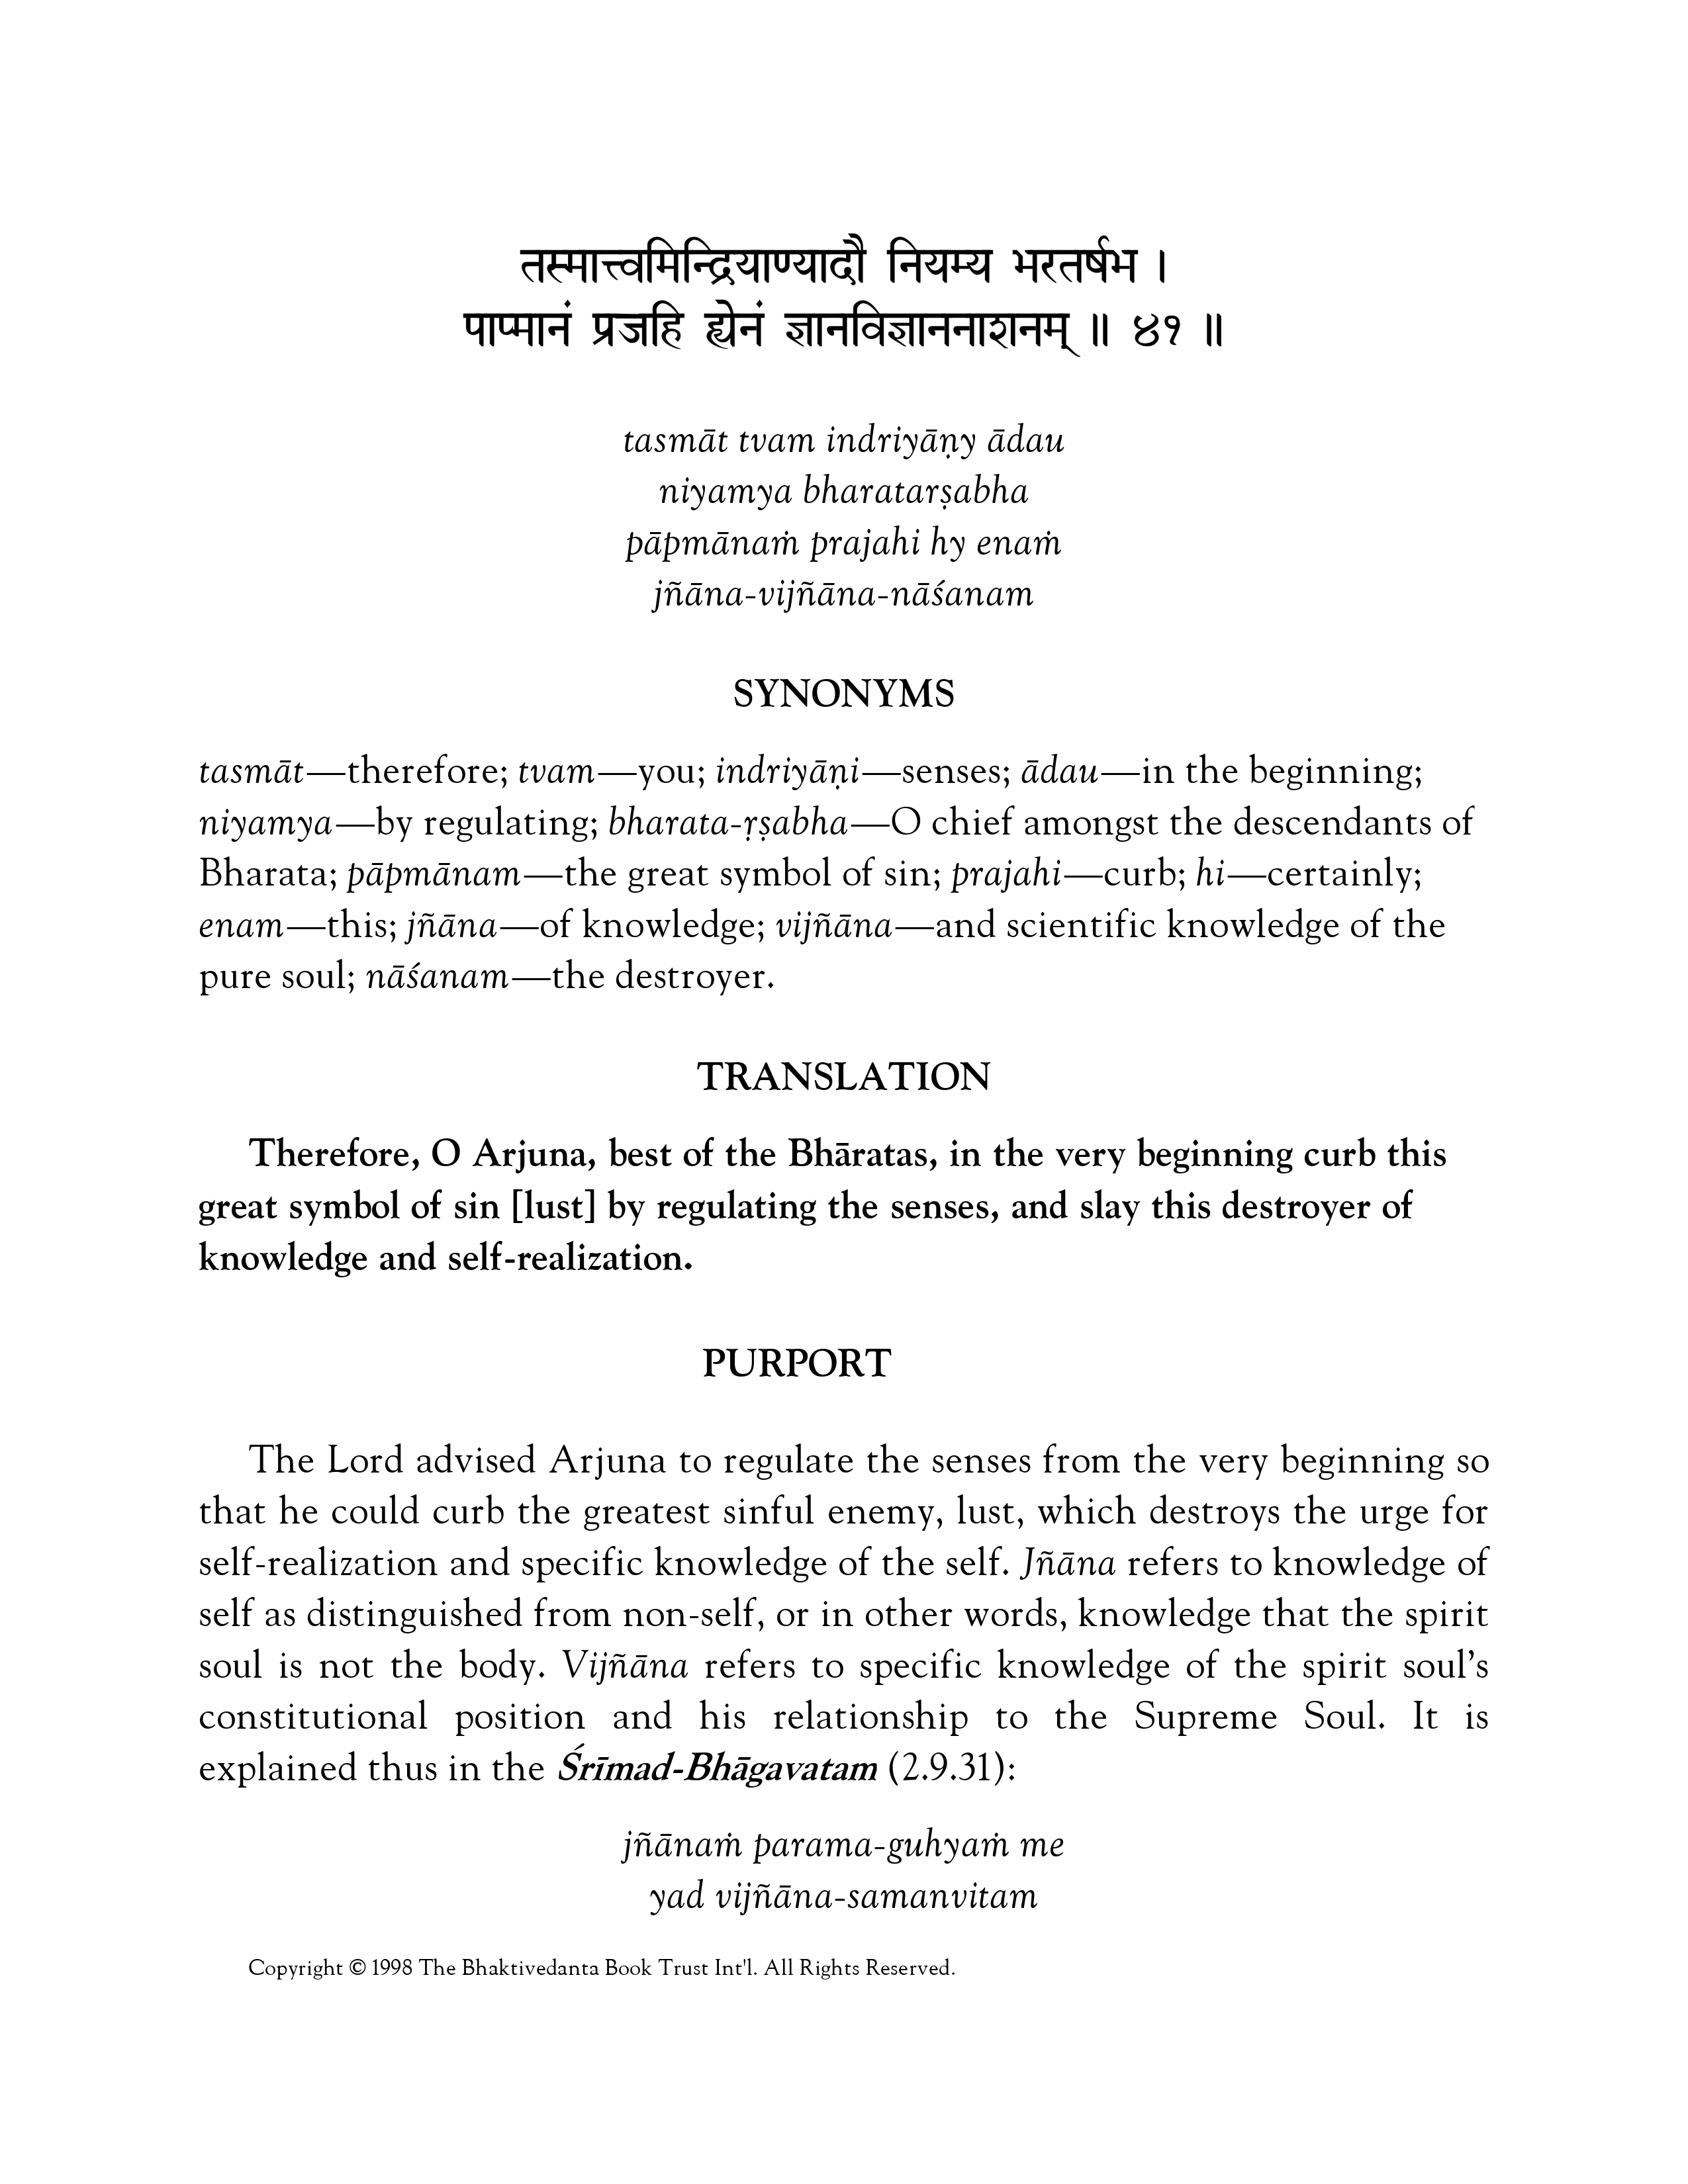 तस्मात्त्वमिन्द्रियाण्यादौ नियम्य भरतर्षभ ।
पाप्मानं प्रजहि ह्येनं ज्ञानविज्ञाननाशनम् ॥ ४१ ॥
tasmāt tvam indriyāṇy ādau
niyamya bharatarṣabha
pāpmānaṁ prajahi hy enaṁ
jñāna-vijñāna-nāśanam
SYNONYMS
tasmāt—therefore; tvam—you; indriyāṇi—senses; ādau—in the beginning;
niyamya—by regulating; bharata-ṛṣabha—O chief amongst the descendants of
Bharata; pāpmānam—the great symbol of sin; prajahi—curb; hi—certainly;
enam—this; jñāna—of knowledge; vijñāna—and scientific knowledge of the
pure soul; nāśanam—the destroyer.
TRANSLATION
Therefore, O Arjuna, best of the Bhāratas, in the very beginning curb this
great symbol of sin [lust] by regulating the senses, and slay this destroyer of
knowledge and self-realization.
PURPORT
The Lord advised Arjuna to regulate the senses from the very beginning so
that he could curb the greatest sinful enemy, lust, which destroys the urge for
self-realization and specific knowledge of the self. Jñāna refers to knowledge of
self as distinguished from non-self, or in other words, knowledge that the spirit
soul is not the body. Vijñāna refers to specific knowledge of the spirit soul’s
constitutional position and his relationship to the Supreme Soul. It is
explained thus in the Śrīmad-Bhāgavatam (2.9.31):
jñānaṁ parama-guhyaṁ me
yad vijñāna-samanvitam
Copyright © 1998 The Bhaktivedanta Book Trust Int'l. All Rights Reserved.